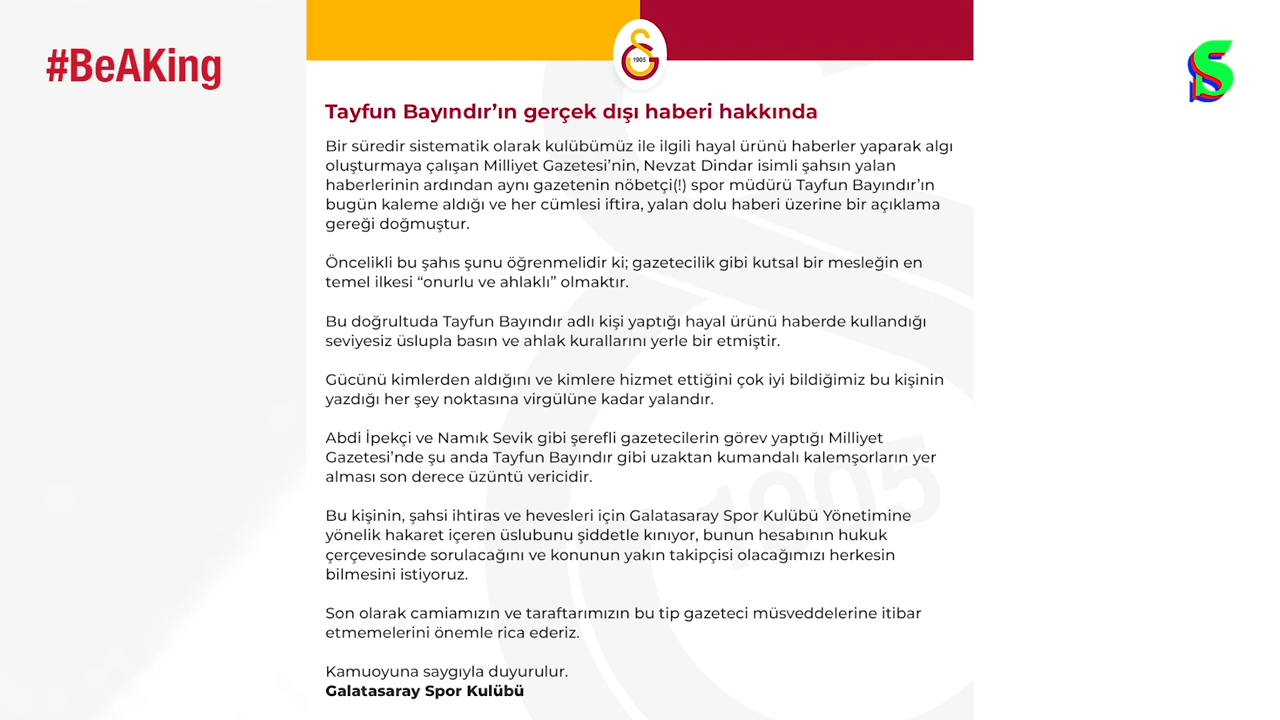 #BeAKing
1905
S
Tayfun Bayındır’ın gerçek dışı haberi hakkında
Bir süredir sistematik olarak kulübümüz ile ilgili hayal ürünü haberler yaparak algı
oluşturmaya çalışan Milliyet Gazetesi’nin, Nevzat Dindar isimli şahsın yalan
haberlerinin ardından aynı gazetenin nöbetçi(!) spor müdürü Tayfun Bayındır’ın
bugün kaleme aldığı ve her cümlesi iftira, yalan dolu haberi üzerine bir açıklama
gereği doğmuştur.
Öncelikli bu şahıs şunu öğrenmelidir ki; gazetecilik gibi kutsal bir mesleğin en
temel ilkesi “onurlu ve ahlaklı” olmaktır.
Bu doğrultuda Tayfun Bayındır adlı kişi yaptığı hayal ürünü haberde kullandığı
seviyesiz üslupla basın ve ahlak kurallarını yerle bir etmiştir.
Gücünü kimlerden aldığını ve kimlere hizmet ettiğini çok iyi bildiğimiz bu kişinin
yazdığı her şey noktasına virgülüne kadar yalandır.
Abdi İpekçi ve Namık Sevik gibi şerefli gazetecilerin görev yaptığı Milliyet
Gazetesi’nde şu anda Tayfun Bayındır gibi uzaktan kumandalı kalemşorların yer
alması son derece üzüntü vericidir.
Bu kişinin, şahsi ihtiras ve hevesleri için Galatasaray Spor Kulübü Yönetimine
yönelik hakaret içeren üslubunu şiddetle kınıyor, bunun hesabının hukuk
çerçevesinde sorulacağını ve konunun yakın takipçisi olacağımızı herkesin
bilmesini istiyoruz.
Son olarak camiamızın ve taraftarımızın bu tip gazeteci müsveddelerine itibar
etmemelerini önemle rica ederiz.
Kamuoyuna saygıyla duyurulur.
Galatasaray Spor Kulübü
1905